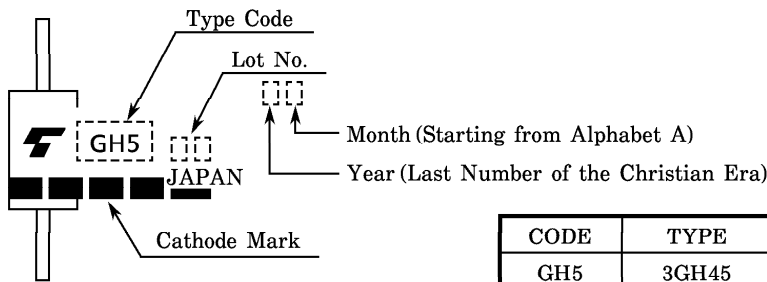 Type Code
Lot No.
GH5
JAPAN
Month (Starting from Alphabet A)
Year (Last Number of the Christian Era)
Cathode Mark
CODE TYPE
GH5 3GH45